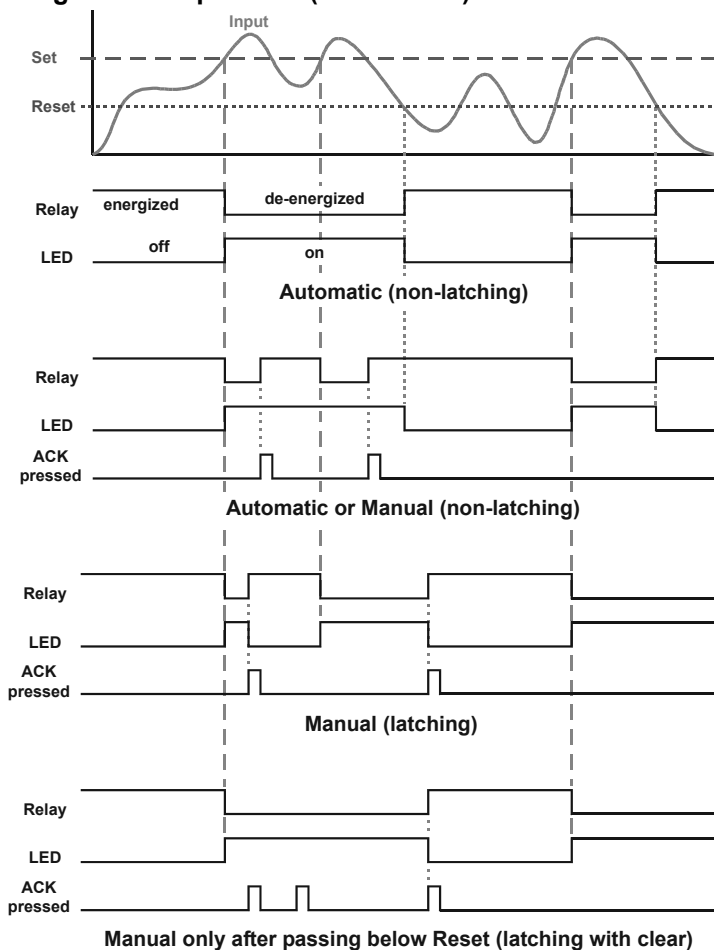 Input
Set
Reset
Relay energized de-energized
LED off on
Automatic (non-latching)
Relay
LED
ACK
pressed
Automatic or Manual (non-latching)
Relay
LED
ACK
pressed
Manual (latching)
Relay
LED
ACK
pressed
Manual only after passing below Reset (latching with clear)